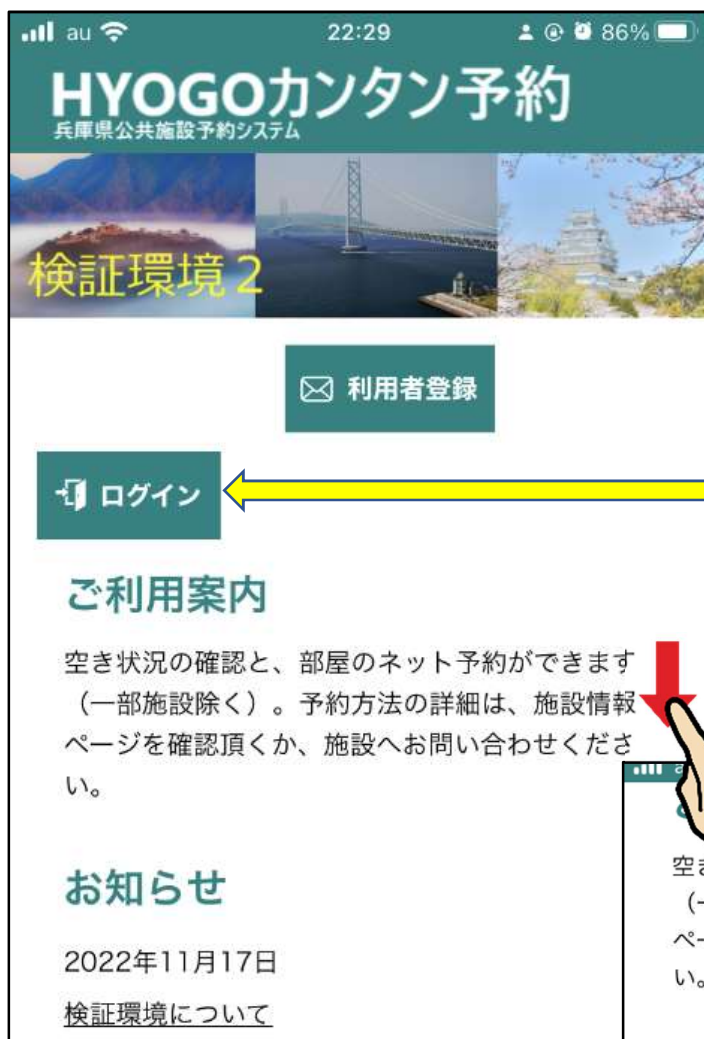 au 22:29 86%
HYOGOカンタン予約
兵庫県公共施設予約システム
検証環境2
利用者登録
ログイン
ご利用案内
空き状況の確認と、部屋のネット予約ができます
（一部施設除く）。予約方法の詳細は、施設情報
ページを確認頂くか、施設へお問い合わせくださ
い。
お知らせ
2022年11月17日
検証環境について
空
（
ペー
い。